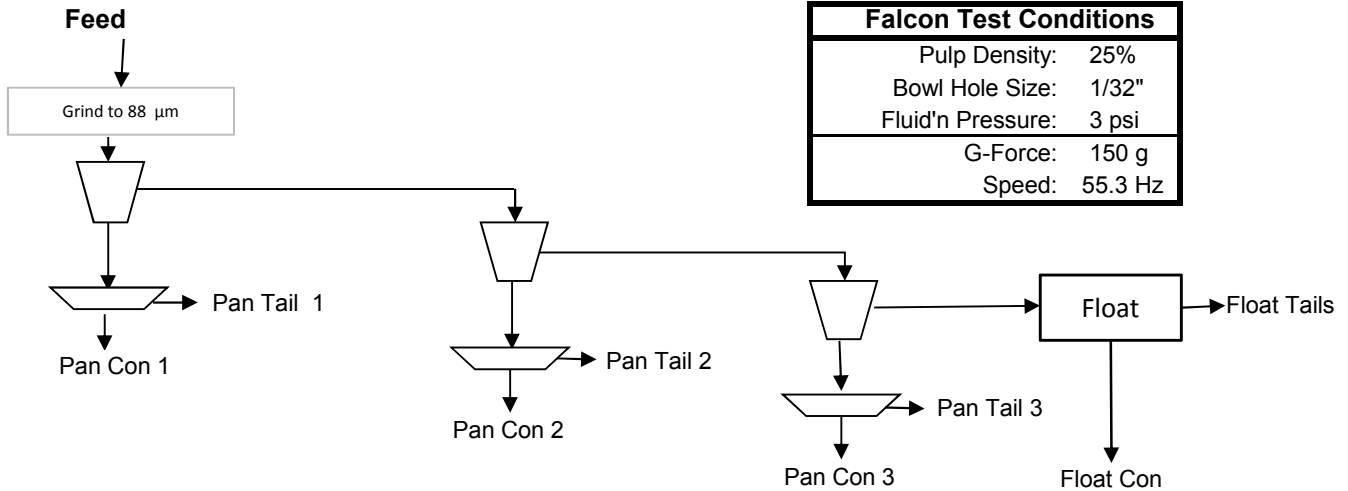 Feed
Grind to 88 µm
Falcon Test Conditions
Pulp Density: 25%
Bowl Hole Size: 1/32"
Fluid'n Pressure: 3 psi
G-Force: 150 g
Speed: 55.3 Hz
Pan Tail 1
Pan Con 1
Pan Tail 2
Pan Con 2
Pan Tail 3
Pan Con 3
Float
Float Tails
Float Con